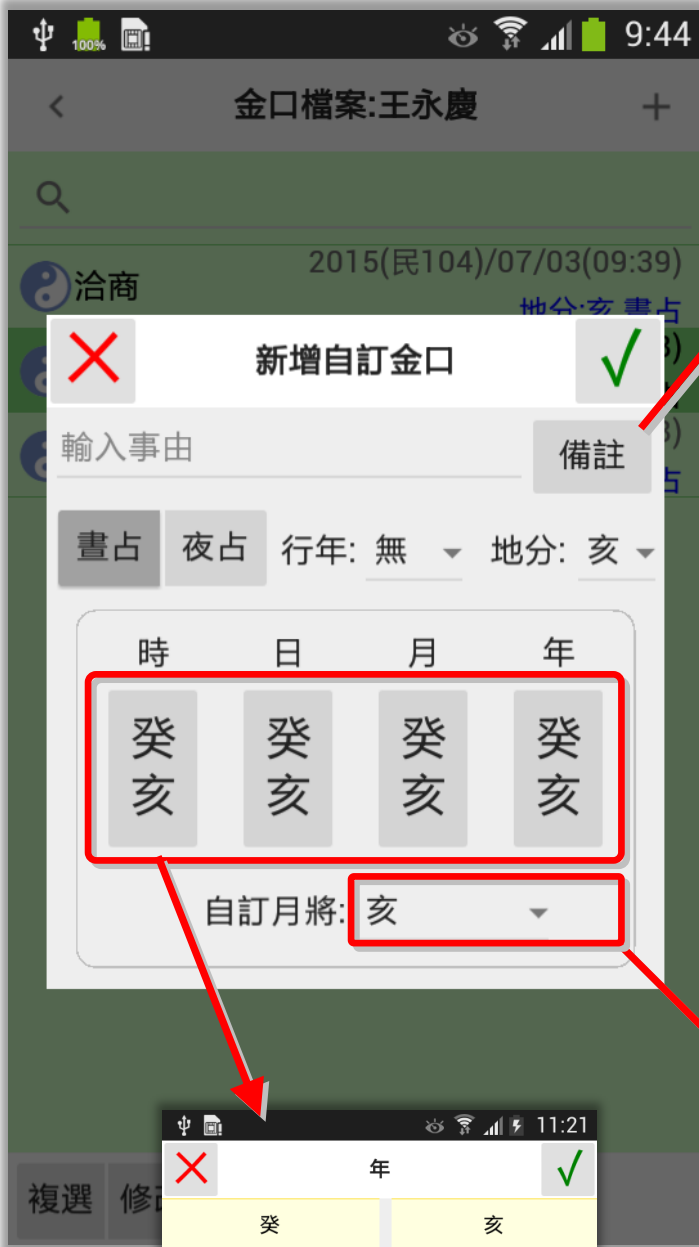 100%
9:44
金口檔案:王永慶
洽商
2015(民104)/07/03(09:39)
地分:亥 晝占
新增自訂金口
輸入事由
備註
晝占 夜占 行年: 無 地分: 亥
時 日 月 年
癸 癸 癸 癸
亥 亥 亥 亥
自訂月將: 亥
複選
11:21
年
癸 亥